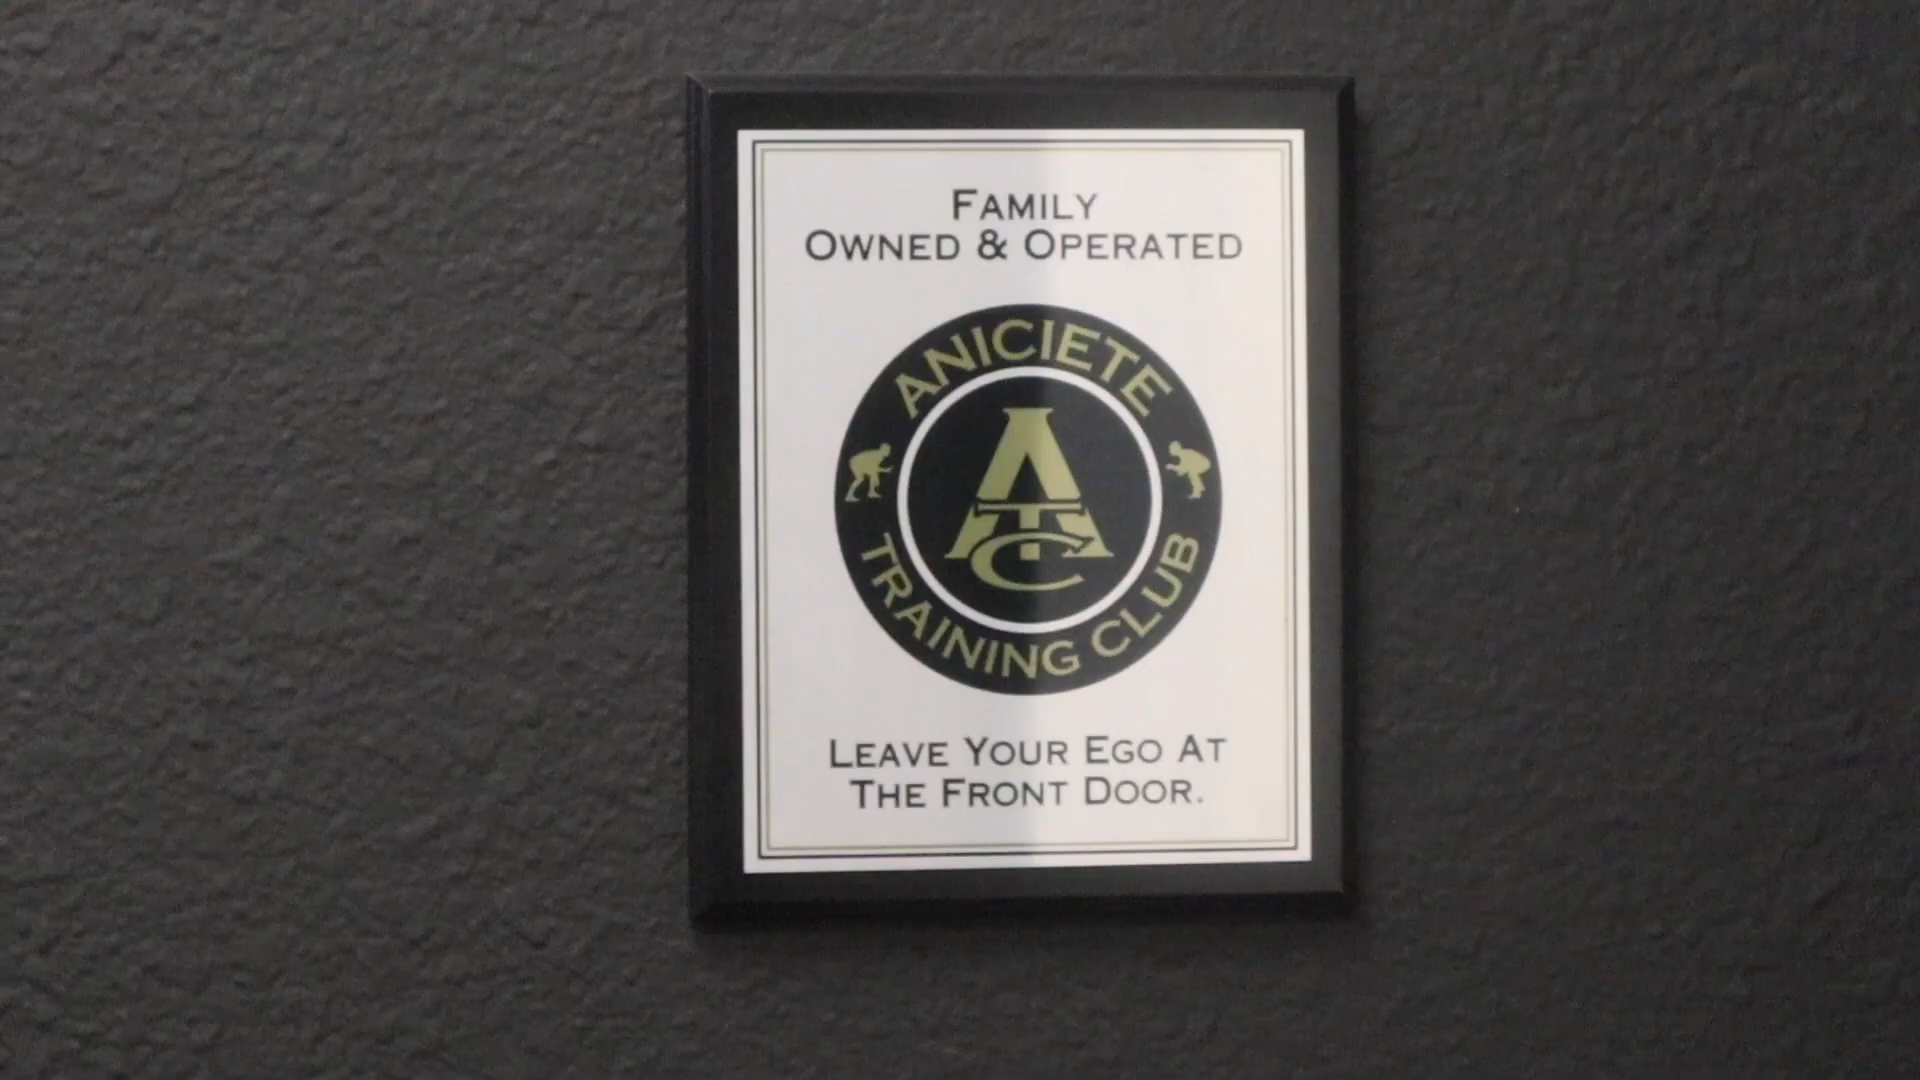 FAMILY
OWNED & OPERATED
ANICIETE
ATC
TRAINING CLUB
LEAVE YOUR EGO AT
THE FRONT DOOR.